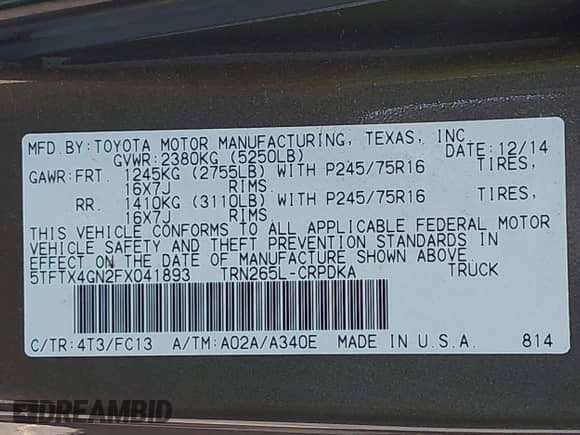 MFD.BY:TOYOTA MOTOR MANUFACTURING, TEXAS, INC.
GVWR:2380KG (5250LB) DATE:12/14
GAWR:FRT. 1245KG (2755LB) WITH P245/75R16 TIRES,
16X7J RIMS
RR. 1410KG (3110LB) WITH P245/75R16 TIRES,
16X7J RIMS
THIS VEHICLE CONFORMS TO ALL APPLICABLE FEDERAL MOTOR
VEHICLE SAFETY AND THEFT PREVENTION STANDARDS IN
EFFECT ON THE DATE OF MANUFACTURE SHOWN ABOVE
5TFTX4GN2FX041893 TRN265L-CRPDKA TRUCK
C/TR:4T3/FC13 A/TM:A02A/A340E MADE IN U.S.A. 814
DREAMBID